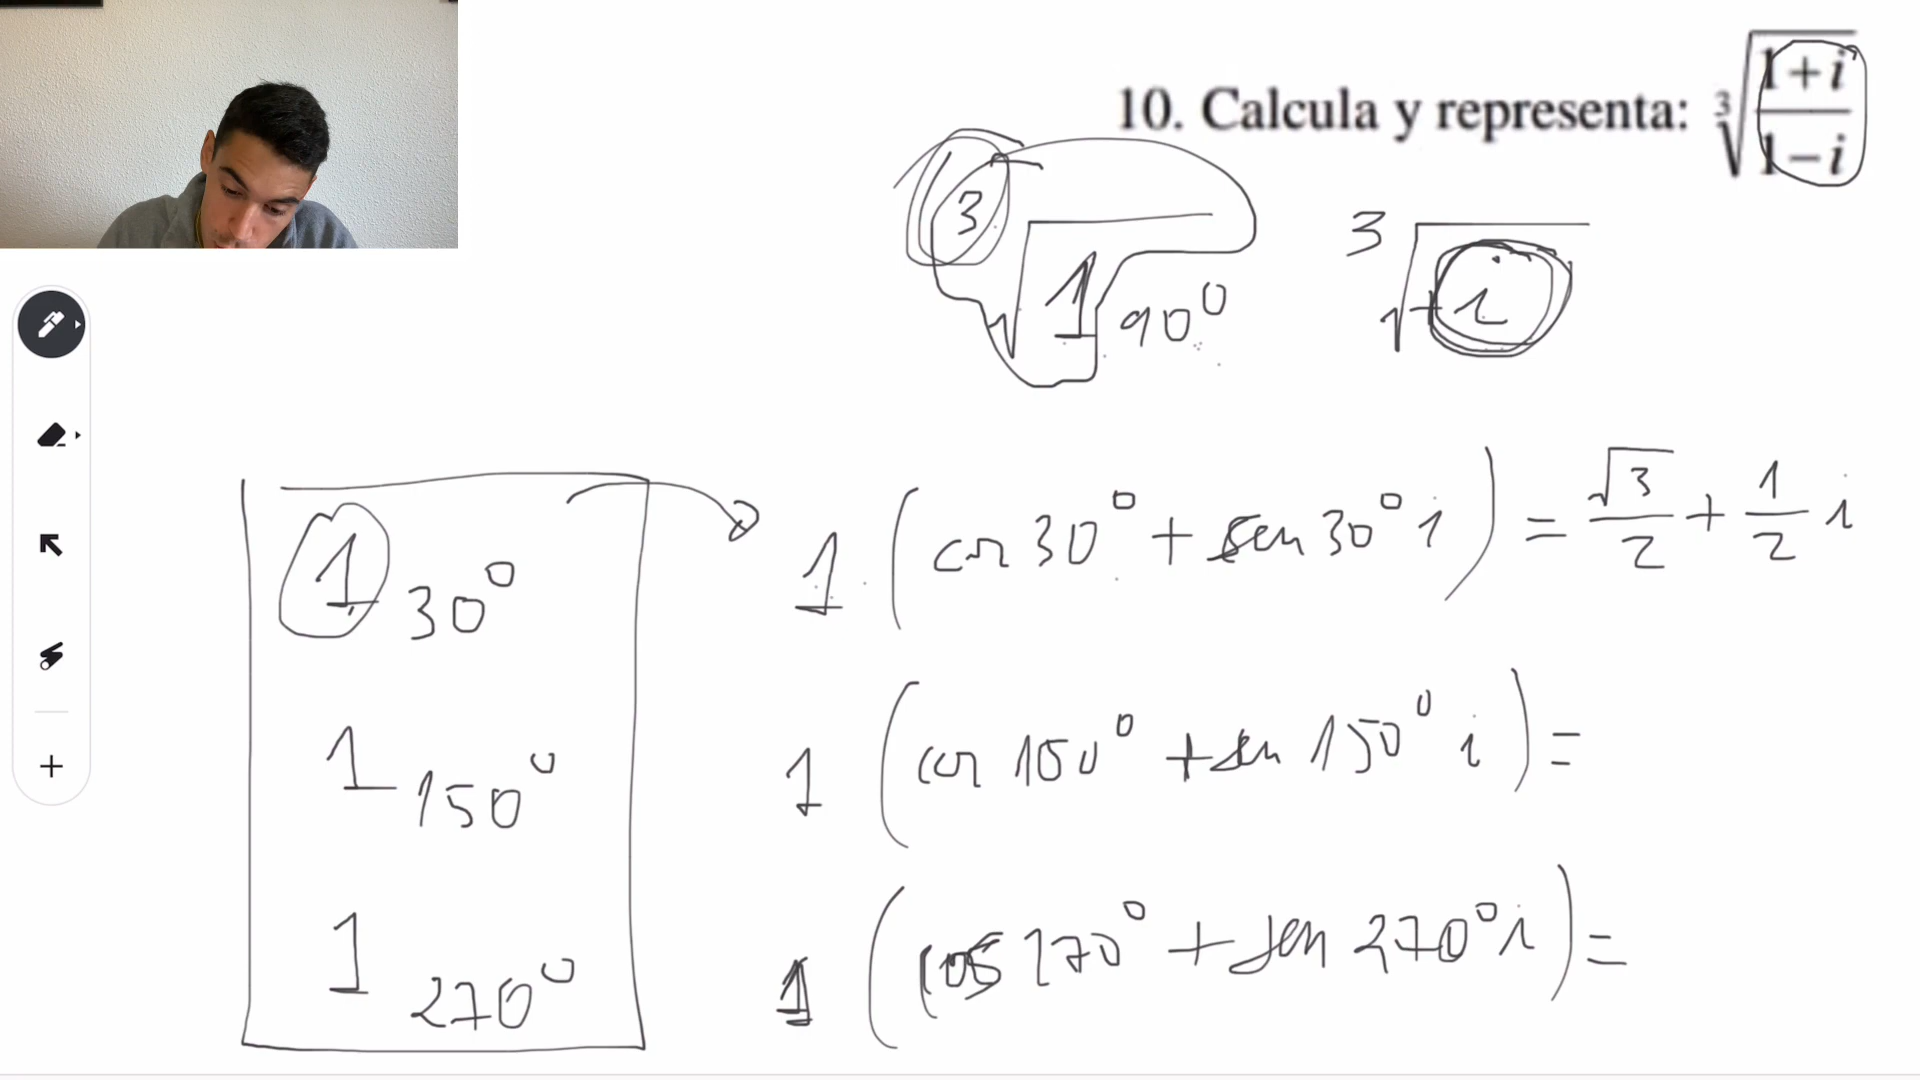 10. Calcula y representa: ∛((1+i)/(1−i))
³√1 90°
³√+i
1 30°
1 (cos 30° + sen 30° i) = √3/2 + 1/2 i
1 150°
1 (cos 150° + sen 150° i) =
1 270°
1 (cos 270° + sen 270° i) =